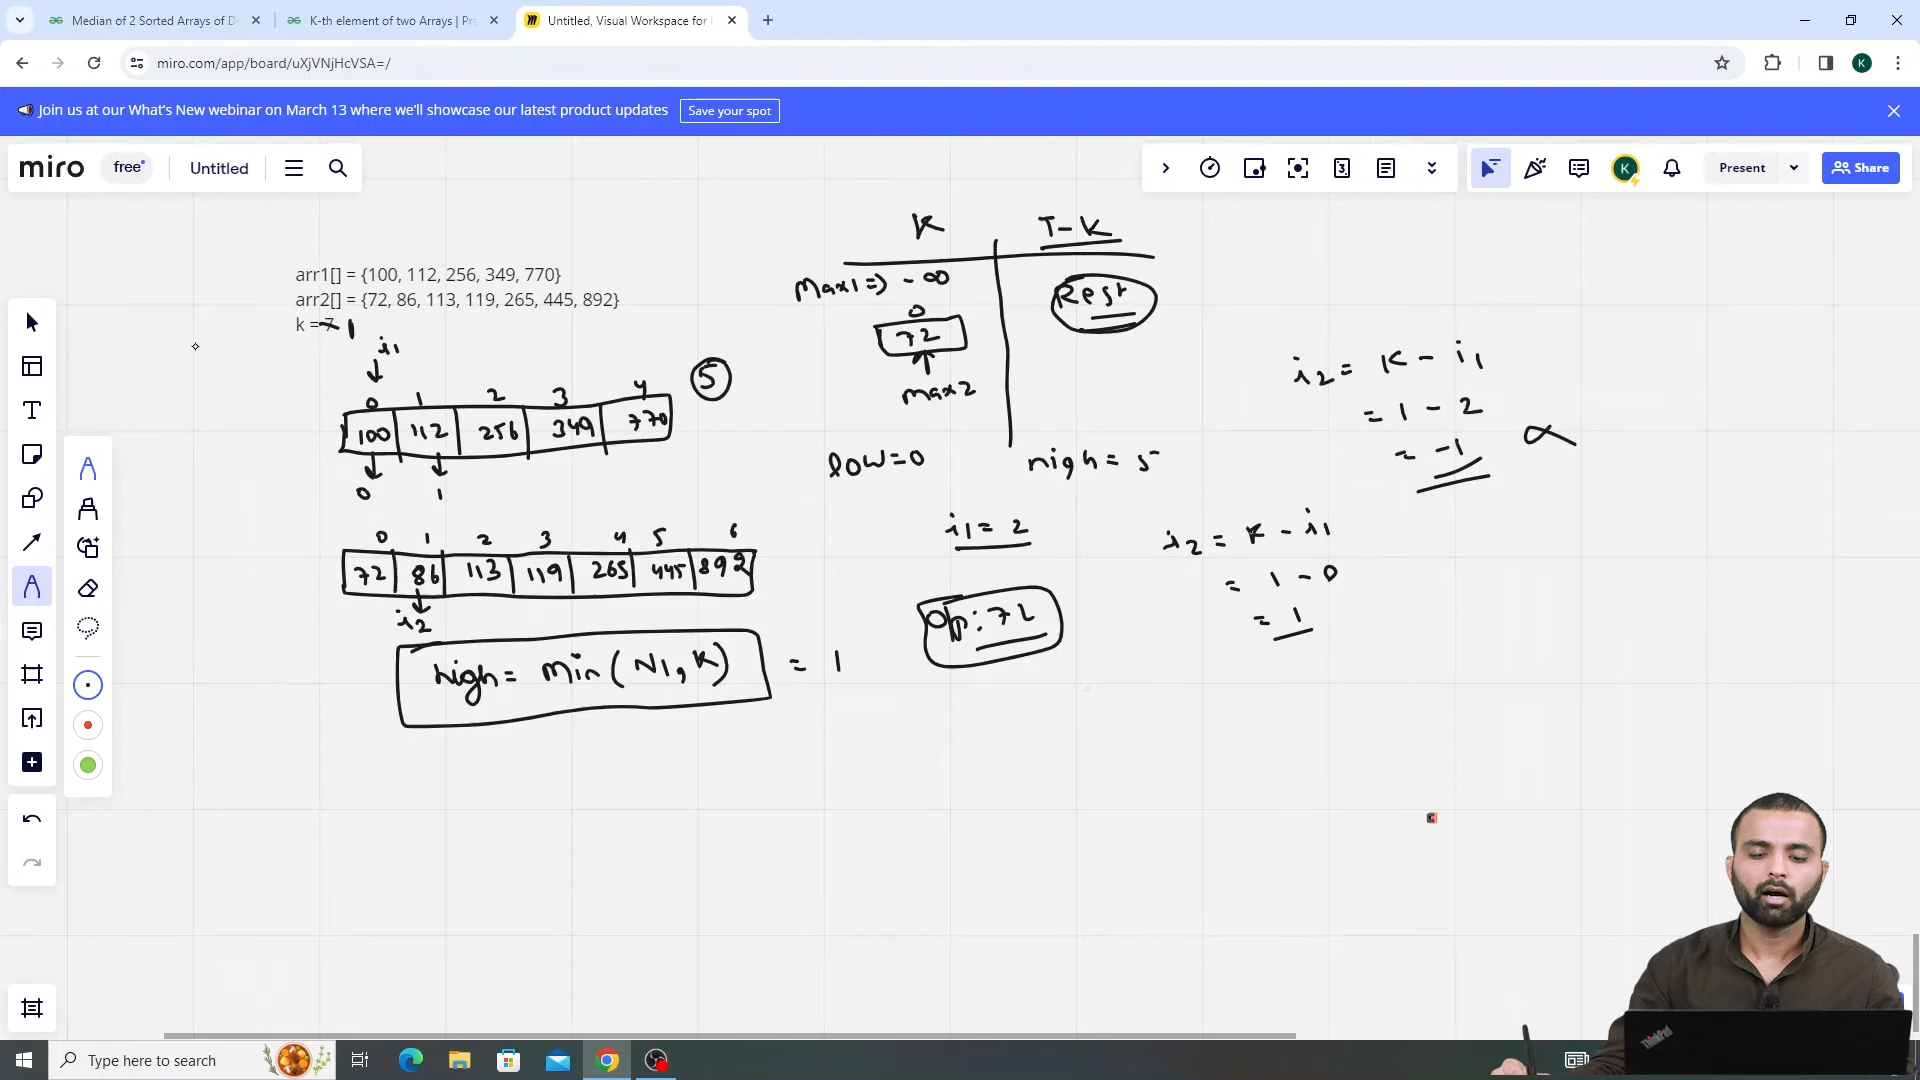 Median of 2 Sorted Arrays of D
K-th element of two Arrays | Pra
Untitled, Visual Workspace for
miro.com/app/board/uXjVNjHcVSA=/
K
Join us at our What's New webinar on March 13 where we'll showcase our latest product updates
Save your spot
miro
free
Untitled
K
Present
Share
K
T-K
max1 => -∞
Rest
0
72
max2
arr1[] = {100, 112, 256, 349, 770}
arr2[] = {72, 86, 113, 119, 265, 445, 892}
k = 7 1
i1
5
0 1 2 3 4
100 112 256 349 770
0 1
low=0
high = 5
i2 = K - i1
= 1 - 2
= -1
0 1 2 3 4 5 6
72 86 113 119 265 445 892
i2
i1 = 2
i2 = K - i1
= 1 - 0
= 1
O/p: 72
high = min(N1, K) = 1
Type here to search
ThinkPad